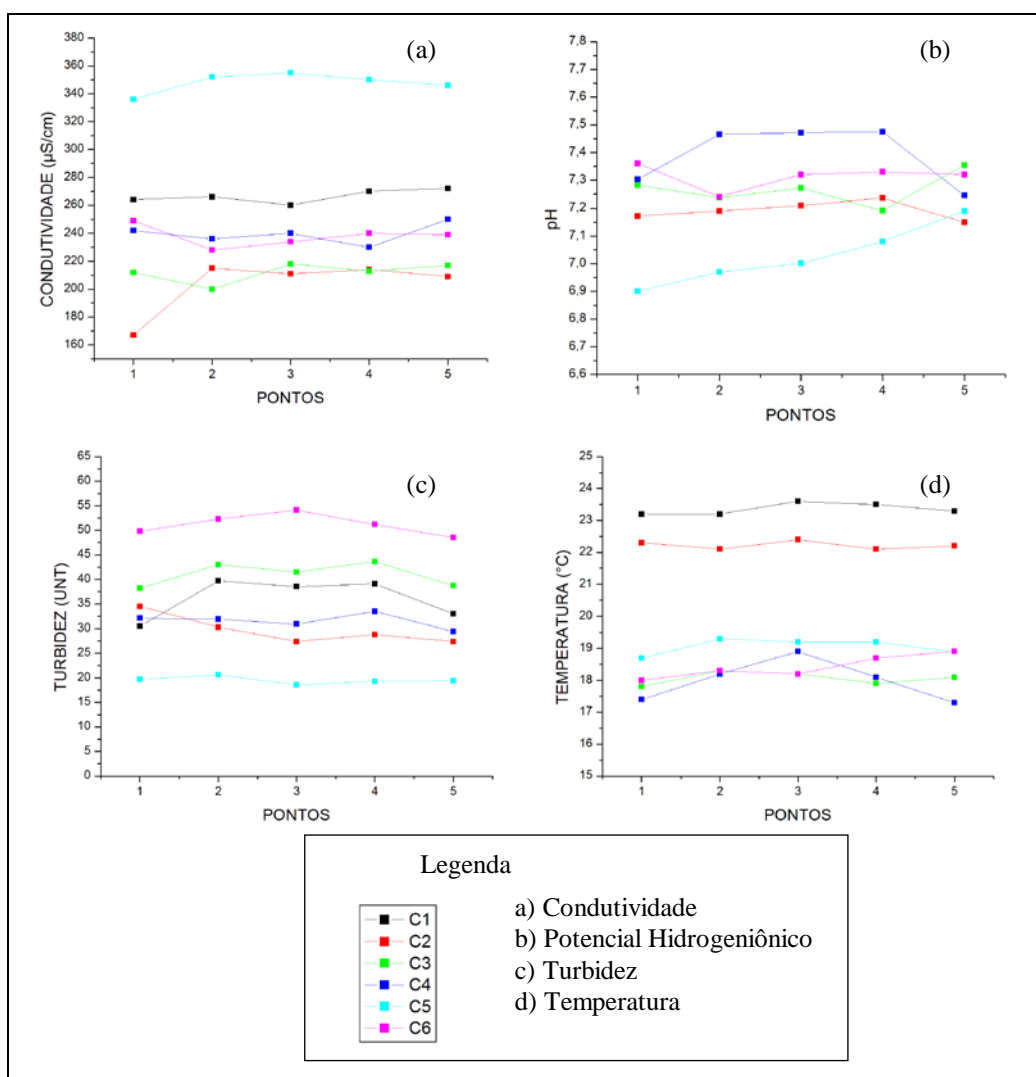 (a)
CONDUTIVIDADE (µS/cm)
380
360
340
320
300
280
260
240
220
200
180
160
1 2 3 4 5
PONTOS
(b)
pH
7,8
7,8
7,7
7,6
7,5
7,4
7,3
7,2
7,1
7,0
6,9
6,8
6,7
6,6
1 2 3 4 5
PONTOS
(c)
TURBIDEZ (UNT)
65
60
55
50
45
40
35
30
25
20
15
10
5
0
1 2 3 4 5
PONTOS
(d)
TEMPERATURA (°C)
25
24
23
22
21
20
19
18
17
16
15
1 2 3 4 5
PONTOS
Legenda
C1
C2
C3
C4
C5
C6
a) Condutividade
b) Potencial Hidrogeniônico
c) Turbidez
d) Temperatura